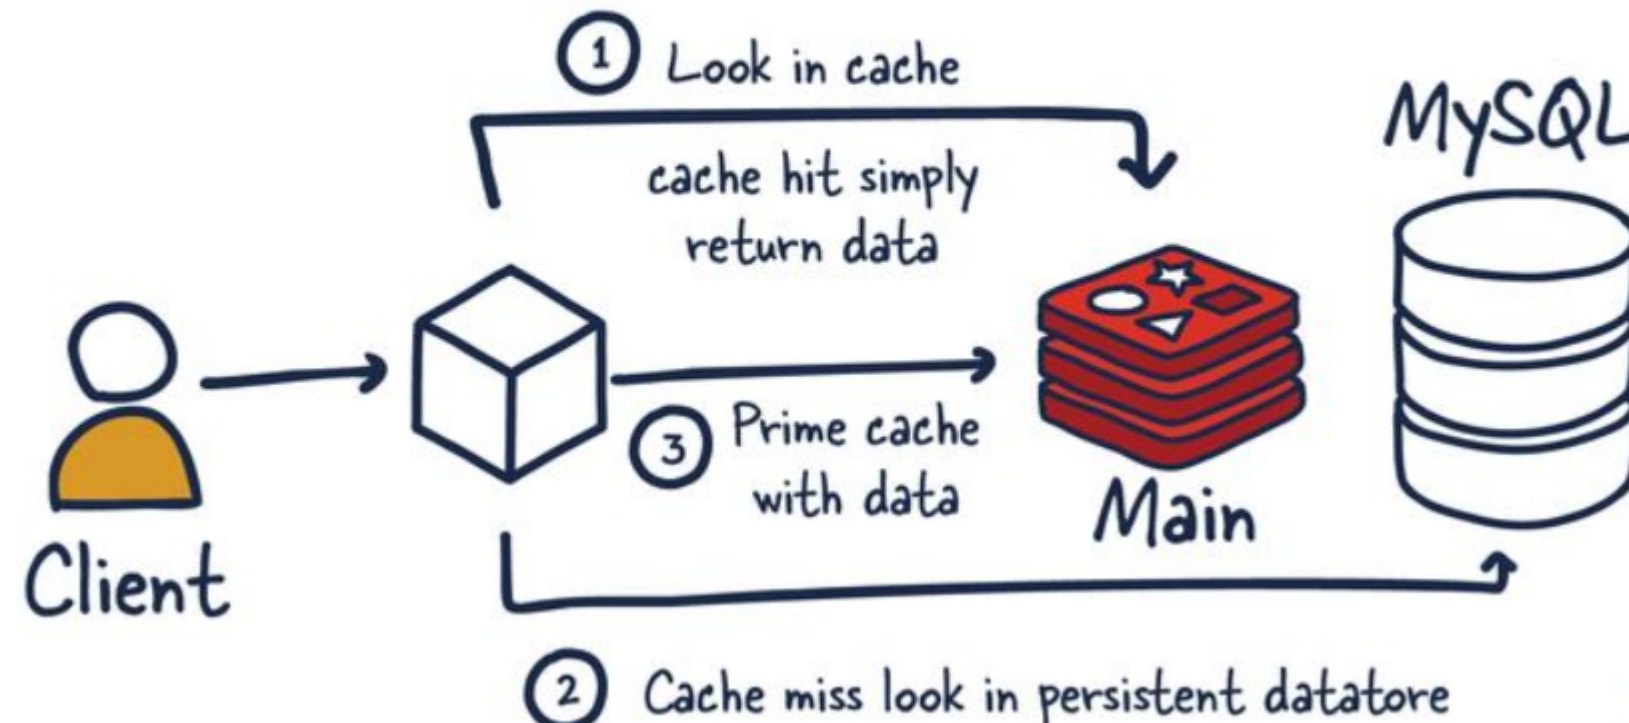 1 Look in cache
cache hit simply
return data
MySQL
3 Prime cache
with data
Main
Client
2 Cache miss look in persistent datatore